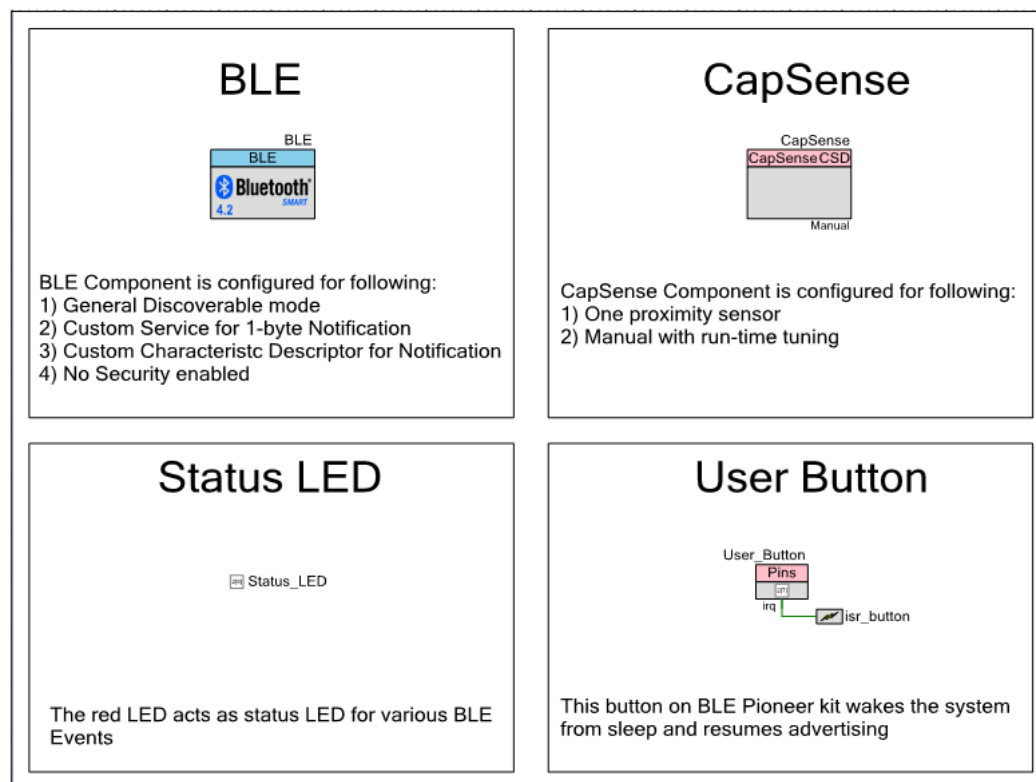 BLE
BLE
BLE
Bluetooth
SMART
4.2
BLE Component is configured for following:
1) General Discoverable mode
2) Custom Service for 1-byte Notification
3) Custom Characteristc Descriptor for Notification
4) No Security enabled
CapSense
CapSense
CapSense CSD
Manual
CapSense Component is configured for following:
1) One proximity sensor
2) Manual with run-time tuning
Status LED
Status_LED
The red LED acts as status LED for various BLE
Events
User Button
User_Button
Pins
irq
isr_button
This button on BLE Pioneer kit wakes the system
from sleep and resumes advertising